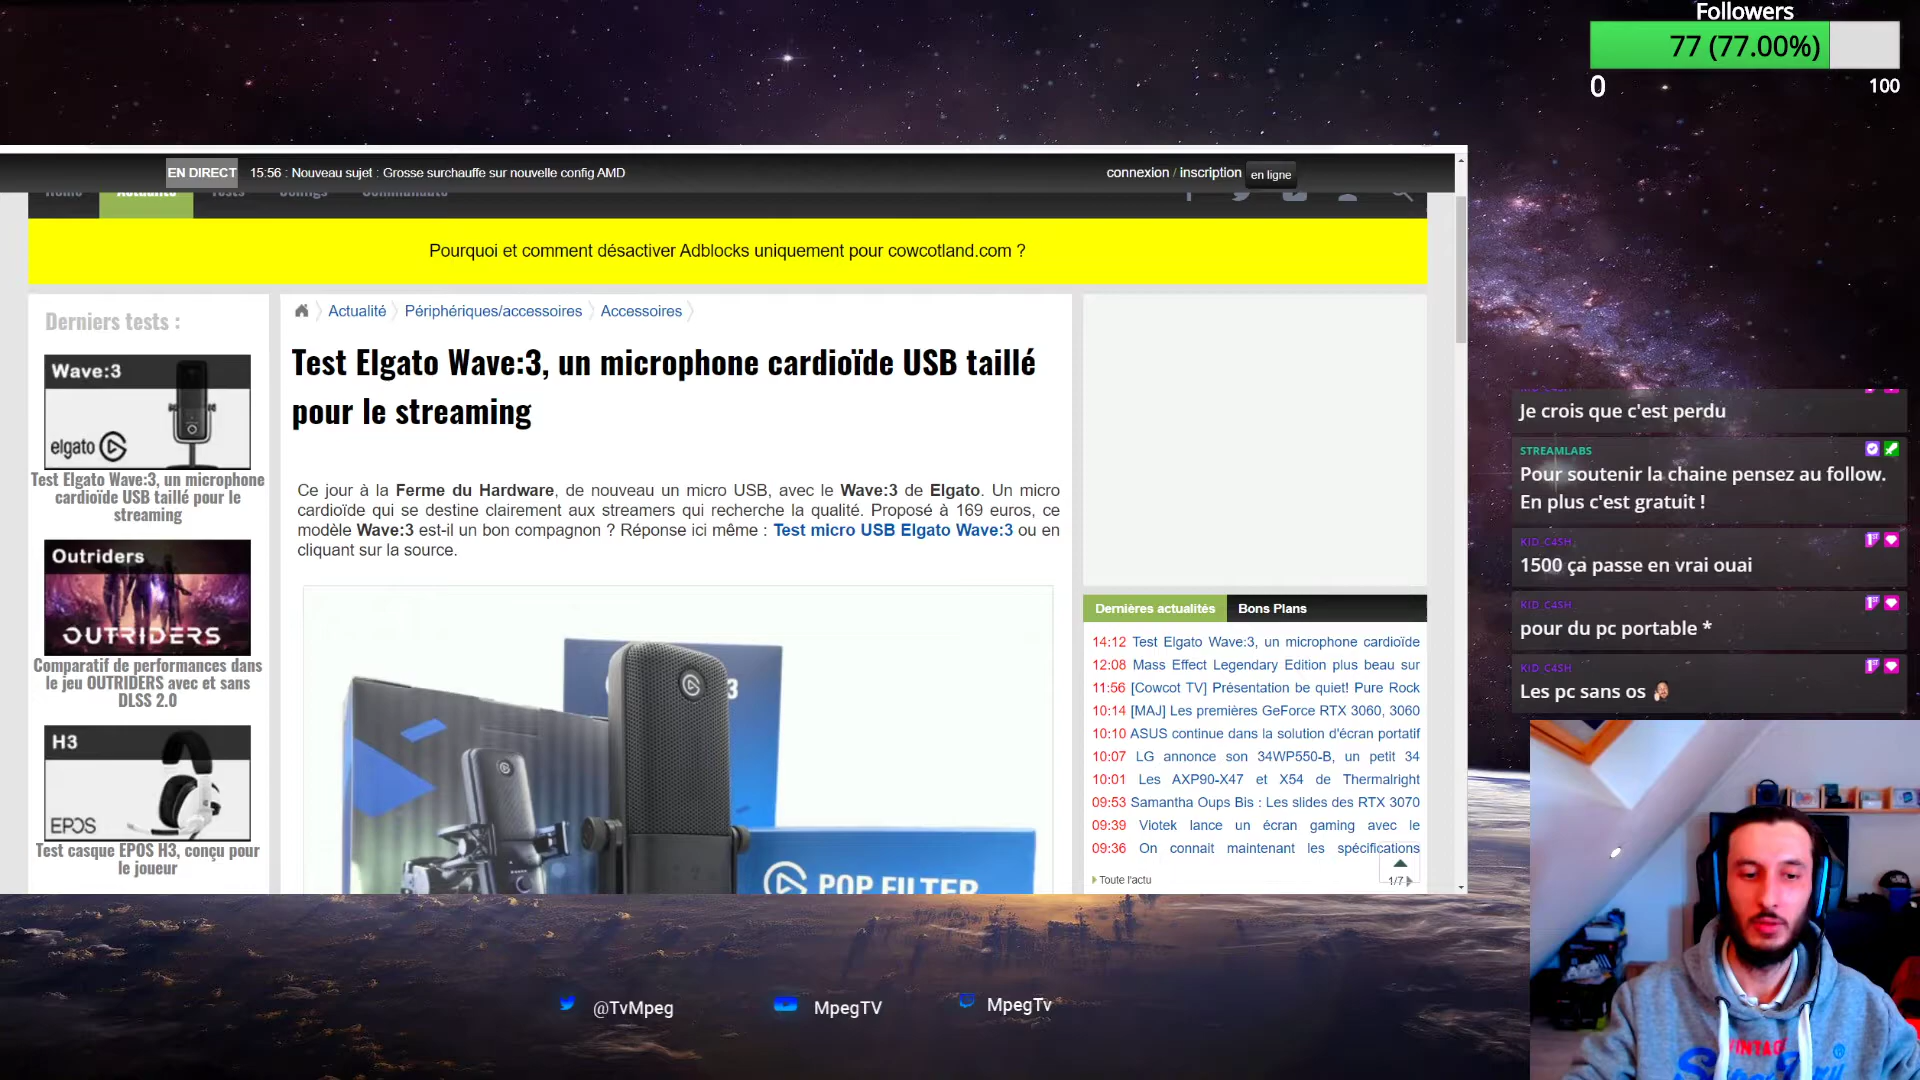 Followers
77 (77.00%)
0
100
EN DIRECT
15:56 : Nouveau sujet : Grosse surchauffe sur nouvelle config AMD
connexion / inscription
en ligne
Home
Actualité
Tests
Configs
Communauté
Pourquoi et comment désactiver Adblocks uniquement pour cowcotland.com ?
Derniers tests :
Wave:3
elgato
Test Elgato Wave:3, un microphone
cardioïde USB taillé pour le
streaming
Outriders
OUTRIDERS
Comparatif de performances dans
le jeu OUTRIDERS avec et sans
DLSS 2.0
H3
EPOS
Test casque EPOS H3, conçu pour
le joueur
Actualité
Périphériques/accessoires
Accessoires
Test Elgato Wave:3, un microphone cardioïde USB taillé
pour le streaming
Ce jour à la Ferme du Hardware, de nouveau un micro USB, avec le Wave:3 de Elgato. Un micro
cardioïde qui se destine clairement aux streamers qui recherche la qualité. Proposé à 169 euros, ce
modèle Wave:3 est-il un bon compagnon ? Réponse ici même : Test micro USB Elgato Wave:3 ou en
cliquant sur la source.
3
POP FILTER
Dernières actualités
Bons Plans
14:12 Test Elgato Wave:3, un microphone cardioïde
12:08 Mass Effect Legendary Edition plus beau sur
11:56 [Cowcot TV] Présentation be quiet! Pure Rock
10:14 [MAJ] Les premières GeForce RTX 3060, 3060
10:10 ASUS continue dans la solution d'écran portatif
10:07 LG annonce son 34WP550-B, un petit 34
10:01 Les AXP90-X47 et X54 de Thermalright
09:53 Samantha Oups Bis : Les slides des RTX 3070
09:39 Viotek lance un écran gaming avec le
09:36 On connait maintenant les spécifications
Toute l'actu
1/7
Je crois que c'est perdu
STREAMLABS
Pour soutenir la chaine pensez au follow.
En plus c'est gratuit !
KID_C4SH
1500 ça passe en vrai ouai
KID_C4SH
pour du pc portable *
KID_C4SH
Les pc sans os
VINTAGE
@TvMpeg
MpegTV
MpegTv